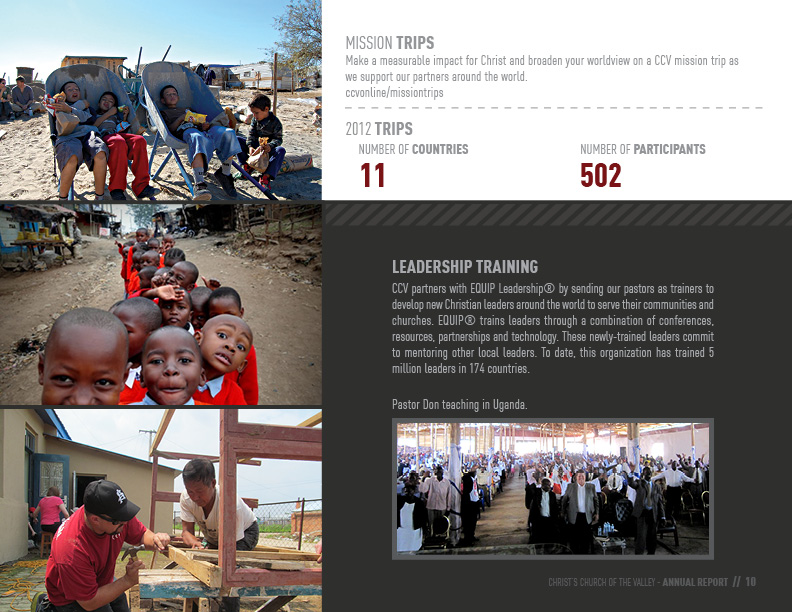 MISSION TRIPS
Make a measurable impact for Christ and broaden your worldview on a CCV mission trip as
we support our partners around the world.
ccvonline/missiontrips
2012 TRIPS
NUMBER OF COUNTRIES
11
NUMBER OF PARTICIPANTS
502
LEADERSHIP TRAINING
CCV partners with EQUIP Leadership® by sending our pastors as trainers to
develop new Christian leaders around the world to serve their communities and
churches. EQUIP® trains leaders through a combination of conferences,
resources, partnerships and technology. These newly-trained leaders commit
to mentoring other local leaders. To date, this organization has trained 5
million leaders in 174 countries.
Pastor Don teaching in Uganda.
CHRIST'S CHURCH OF THE VALLEY - ANNUAL REPORT // 10